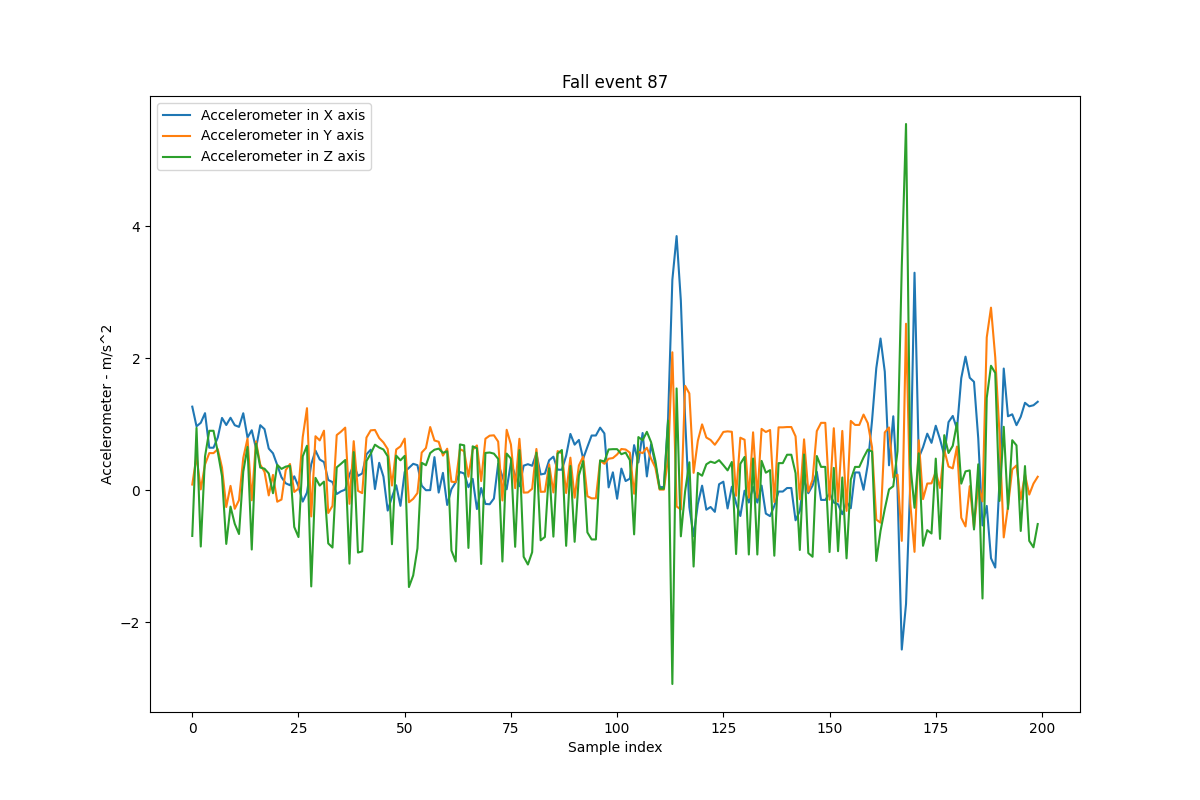 Fall event 87
Accelerometer in X axis
Accelerometer in Y axis
Accelerometer in Z axis
Accelerometer - m/s^2
4
2
0
−2
0 25 50 75 100 125 150 175 200
Sample index